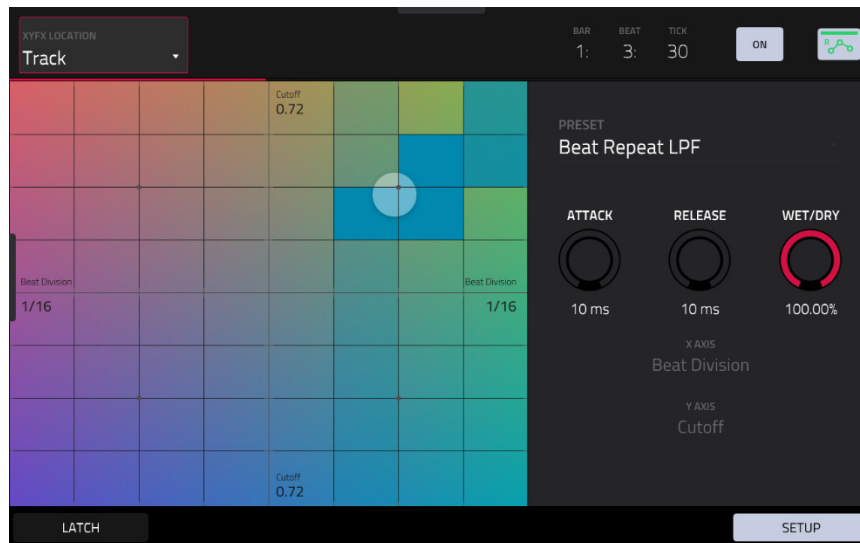 XYFX LOCATION
Track
BAR BEAT TICK
1: 3: 30
ON
R
Cutoff
0.72
PRESET
Beat Repeat LPF
ATTACK RELEASE WET/DRY
10 ms 10 ms 100.00%
Beat Division Beat Division
1/16 1/16
X AXIS
Beat Division
Y AXIS
Cutoff
Cutoff
0.72
LATCH SETUP